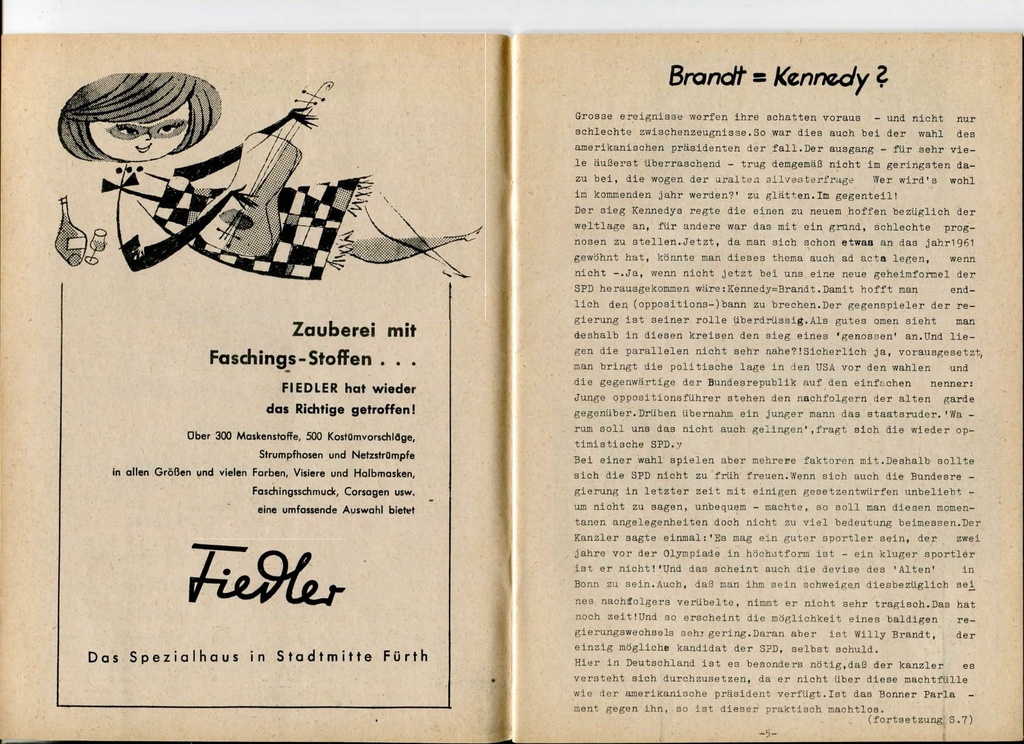 Zauberei mit
Faschings-Stoffen . . .
FIEDLER hat wieder
das Richtige getroffen!
Über 300 Maskenstoffe, 500 Kostümvorschläge,
Strumpfhosen und Netzstrümpfe
in allen Größen und vielen Farben, Visiere und Halbmasken,
Faschingsschmuck, Corsagen usw.
eine umfassende Auswahl bietet
Fiedler
Das Spezialhaus in Stadtmitte Fürth
Brandt = Kennedy ?
Grosse ereignisse werfen ihre schatten voraus - und nicht nur
schlechte zwischenzeugnisse.So war dies auch bei der wahl des
amerikanischen präsidenten der fall.Der ausgang - für sehr vie-
le äußerst überraschend - trug demgemäß nicht im geringsten da-
zu bei, die wogen der uralten silvesterfrage Wer wird's wohl
im kommenden jahr werden?' zu glätten.Im gegenteil!
Der sieg Kennedys regte die einen zu neuem hoffen bezüglich der
weltlage an, für andere war das mit ein grund, schlechte prog-
nosen zu stellen.Jetzt, da man sich schon etwas an das jahr1961
gewöhnt hat, könnte man dieses thema auch ad acta legen, wenn
nicht -.Ja, wenn nicht jetzt bei uns eine neue geheimformel der
SPD herausgekommen wäre:Kennedy=Brandt.Damit hofft man end-
lich den (oppositions-)bann zu brechen.Der gegenspieler der re-
gierung ist seiner rolle überdrüssig.Als gutes omen sieht man
deshalb in diesen kreisen den sieg eines 'genossen' an.Und lie-
gen die parallelen nicht sehr nahe?!Sicherlich ja, vorausgesetzt,
man bringt die politische lage in den USA vor den wahlen und
die gegenwärtige der Bundesrepublik auf den einfachen nenner:
Junge oppositionsführer stehen den nachfolgern der alten garde
gegenüber.Drüben übernahm ein junger mann das staatsruder.'Wa -
rum soll uns das nicht auch gelingen',fragt sich die wieder op-
timistische SPD.
Bei einer wahl spielen aber mehrere faktoren mit.Deshalb sollte
sich die SPD nicht zu früh freuen.Wenn sich auch die Bundesre -
gierung in letzter zeit mit einigen gesetzentwürfen unbeliebt -
um nicht zu sagen, unbequem - machte, so soll man diesen momen-
tanen angelegenheiten doch nicht zu viel bedeutung beimessen.Der
Kanzler sagte einmal:'Es mag ein guter sportler sein, der zwei
jahre vor der Olympiade in höchstform ist - ein kluger sportler
ist er nicht!'Und das scheint auch die devise des 'Alten' in
Bonn zu sein.Auch, daß man ihm sein schweigen diesbezüglich sei
nes nachfolgers verübelte, nimmt er nicht sehr tragisch.Das hat
noch zeit!Und so erscheint die möglichkeit eines baldigen re-
gierungswechsels sehr gering.Daran aber ist Willy Brandt, der
einzig mögliche kandidat der SPD, selbst schuld.
Hier in Deutschland ist es besonders nötig,daß der kanzler es
versteht sich durchzusetzen, da er nicht über diese machtfülle
wie der amerikanische präsident verfügt.Ist das Bonner Parla -
ment gegen ihn, so ist dieser praktisch machtlos.
(fortsetzung S.7)
-5-